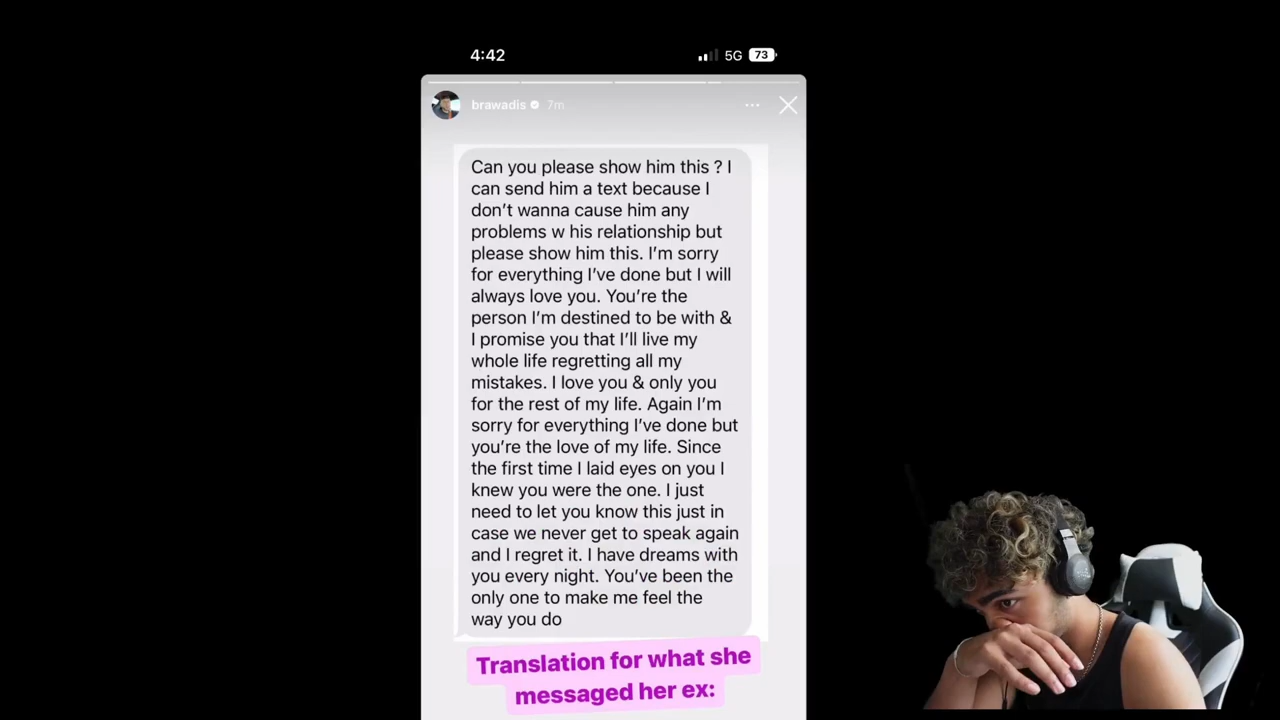 4:42
5G 73
brawadis 7m
Can you please show him this ? I
can send him a text because I
don't wanna cause him any
problems w his relationship but
please show him this. I'm sorry
for everything I've done but I will
always love you. You're the
person I'm destined to be with &
I promise you that I'll live my
whole life regretting all my
mistakes. I love you & only you
for the rest of my life. Again I'm
sorry for everything I've done but
you're the love of my life. Since
the first time I laid eyes on you I
knew you were the one. I just
need to let you know this just in
case we never get to speak again
and I regret it. I have dreams with
you every night. You've been the
only one to make me feel the
way you do
Translation for what she
messaged her ex: